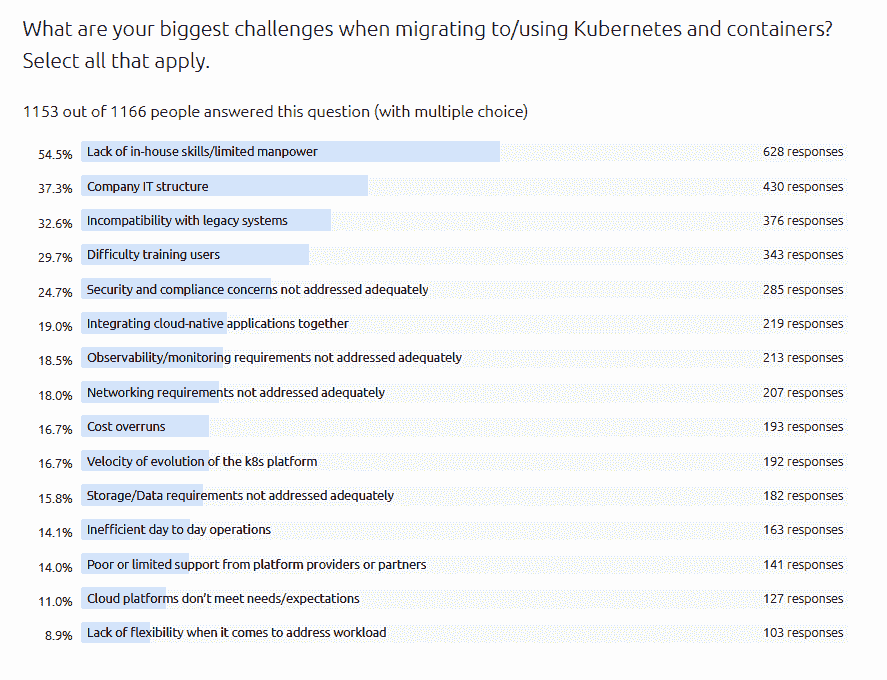 What are your biggest challenges when migrating to/using Kubernetes and containers?
Select all that apply.
1153 out of 1166 people answered this question (with multiple choice)
54.5% Lack of in-house skills/limited manpower 628 responses
37.3% Company IT structure 430 responses
32.6% Incompatibility with legacy systems 376 responses
29.7% Difficulty training users 343 responses
24.7% Security and compliance concerns not addressed adequately 285 responses
19.0% Integrating cloud-native applications together 219 responses
18.5% Observability/monitoring requirements not addressed adequately 213 responses
18.0% Networking requirements not addressed adequately 207 responses
16.7% Cost overruns 193 responses
16.7% Velocity of evolution of the k8s platform 192 responses
15.8% Storage/Data requirements not addressed adequately 182 responses
14.1% Inefficient day to day operations 163 responses
14.0% Poor or limited support from platform providers or partners 141 responses
11.0% Cloud platforms don't meet needs/expectations 127 responses
8.9% Lack of flexibility when it comes to address workload 103 responses